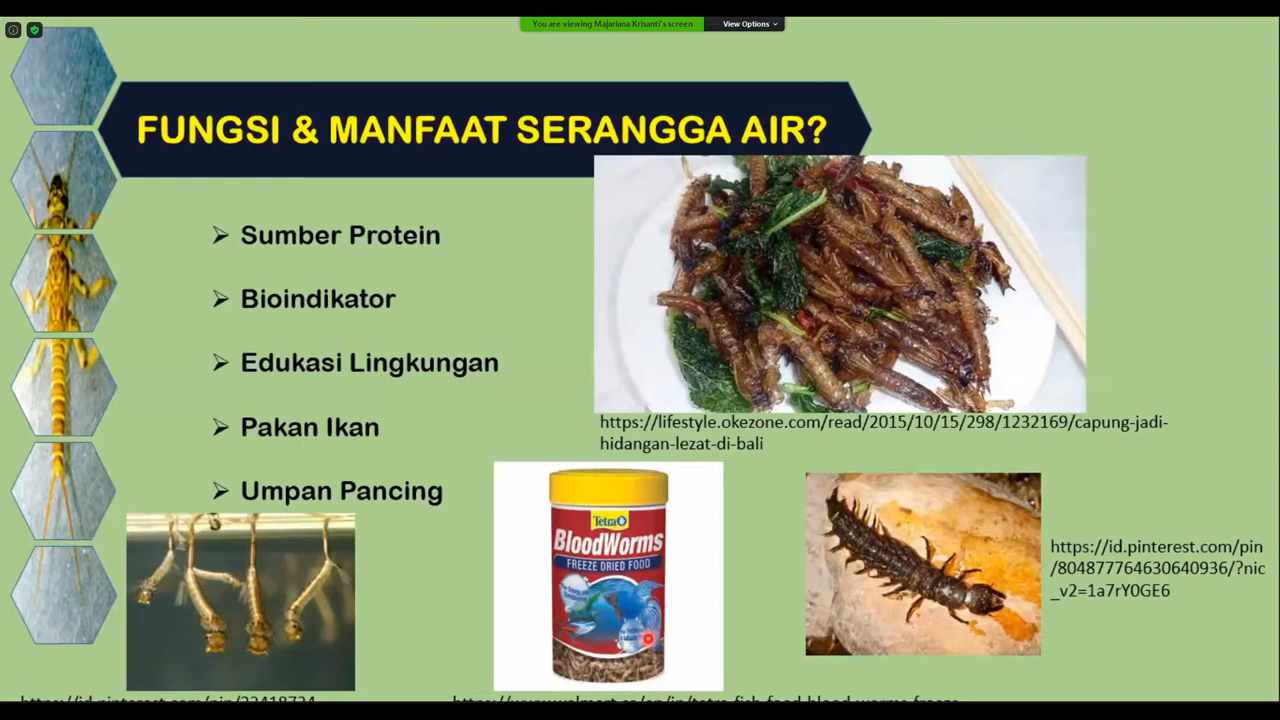 You are viewing Majariana Krisanti's screen
View Options
FUNGSI & MANFAAT SERANGGA AIR?
Sumber Protein
Bioindikator
Edukasi Lingkungan
Pakan Ikan
Umpan Pancing
https://lifestyle.okezone.com/read/2015/10/15/298/1232169/capung-jadi-
hidangan-lezat-di-bali
Tetra
BloodWorms
FREEZE DRIED FOOD
https://id.pinterest.com/pin
/804877764630640936/?nic
_v2=1a7rY0GE6